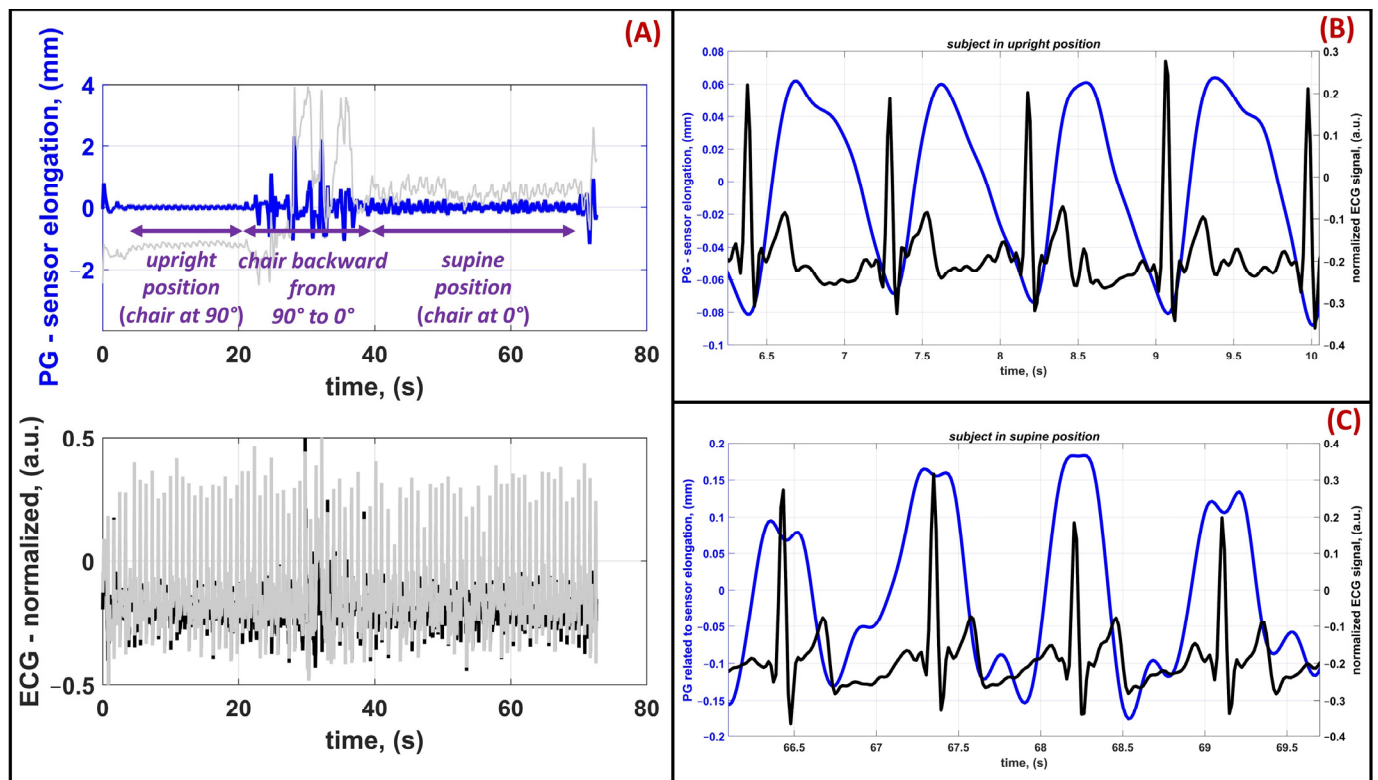 (A)
PG - sensor elongation, (mm)
4
2
0
−2
upright
position
(chair at 90°)
chair backward
from
90° to 0°
supine
position
(chair at 0°)
0
20
40
60
80
time, (s)
ECG - normalized, (a.u.)
0.5
0
−0.5
0
20
40
60
80
time, (s)
(B)
subject in upright position
PG - sensor elongation, (mm)
0.08
0.06
0.04
0.02
0
−0.02
−0.04
−0.06
−0.08
−0.1
6.5
7
7.5
8
8.5
9
9.5
10
time, (s)
0.3
0.2
0.1
0
−0.1
−0.2
−0.3
−0.4
normalized ECG signal, (a.u.)
(C)
subject in supine position
PG related to sensor elongation, (mm)
0.2
0.15
0.1
0.05
0
−0.05
−0.1
−0.15
−0.2
66.5
67
67.5
68
68.5
69
69.5
time, (s)
0.4
0.3
0.2
0.1
0
−0.1
−0.2
−0.3
−0.4
normalized ECG signal, (a.u.)